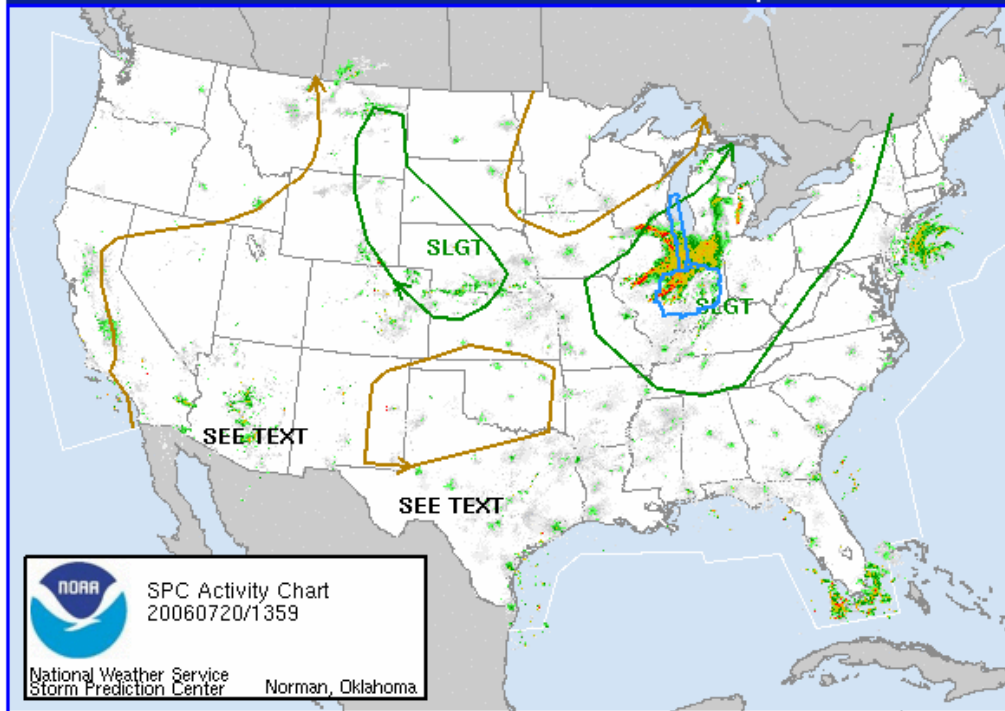 SLGT
SLGT
SEE TEXT
SEE TEXT
NOAA
SPC Activity Chart
20060720/1359
National Weather Service
Storm Prediction Center
Norman, Oklahoma